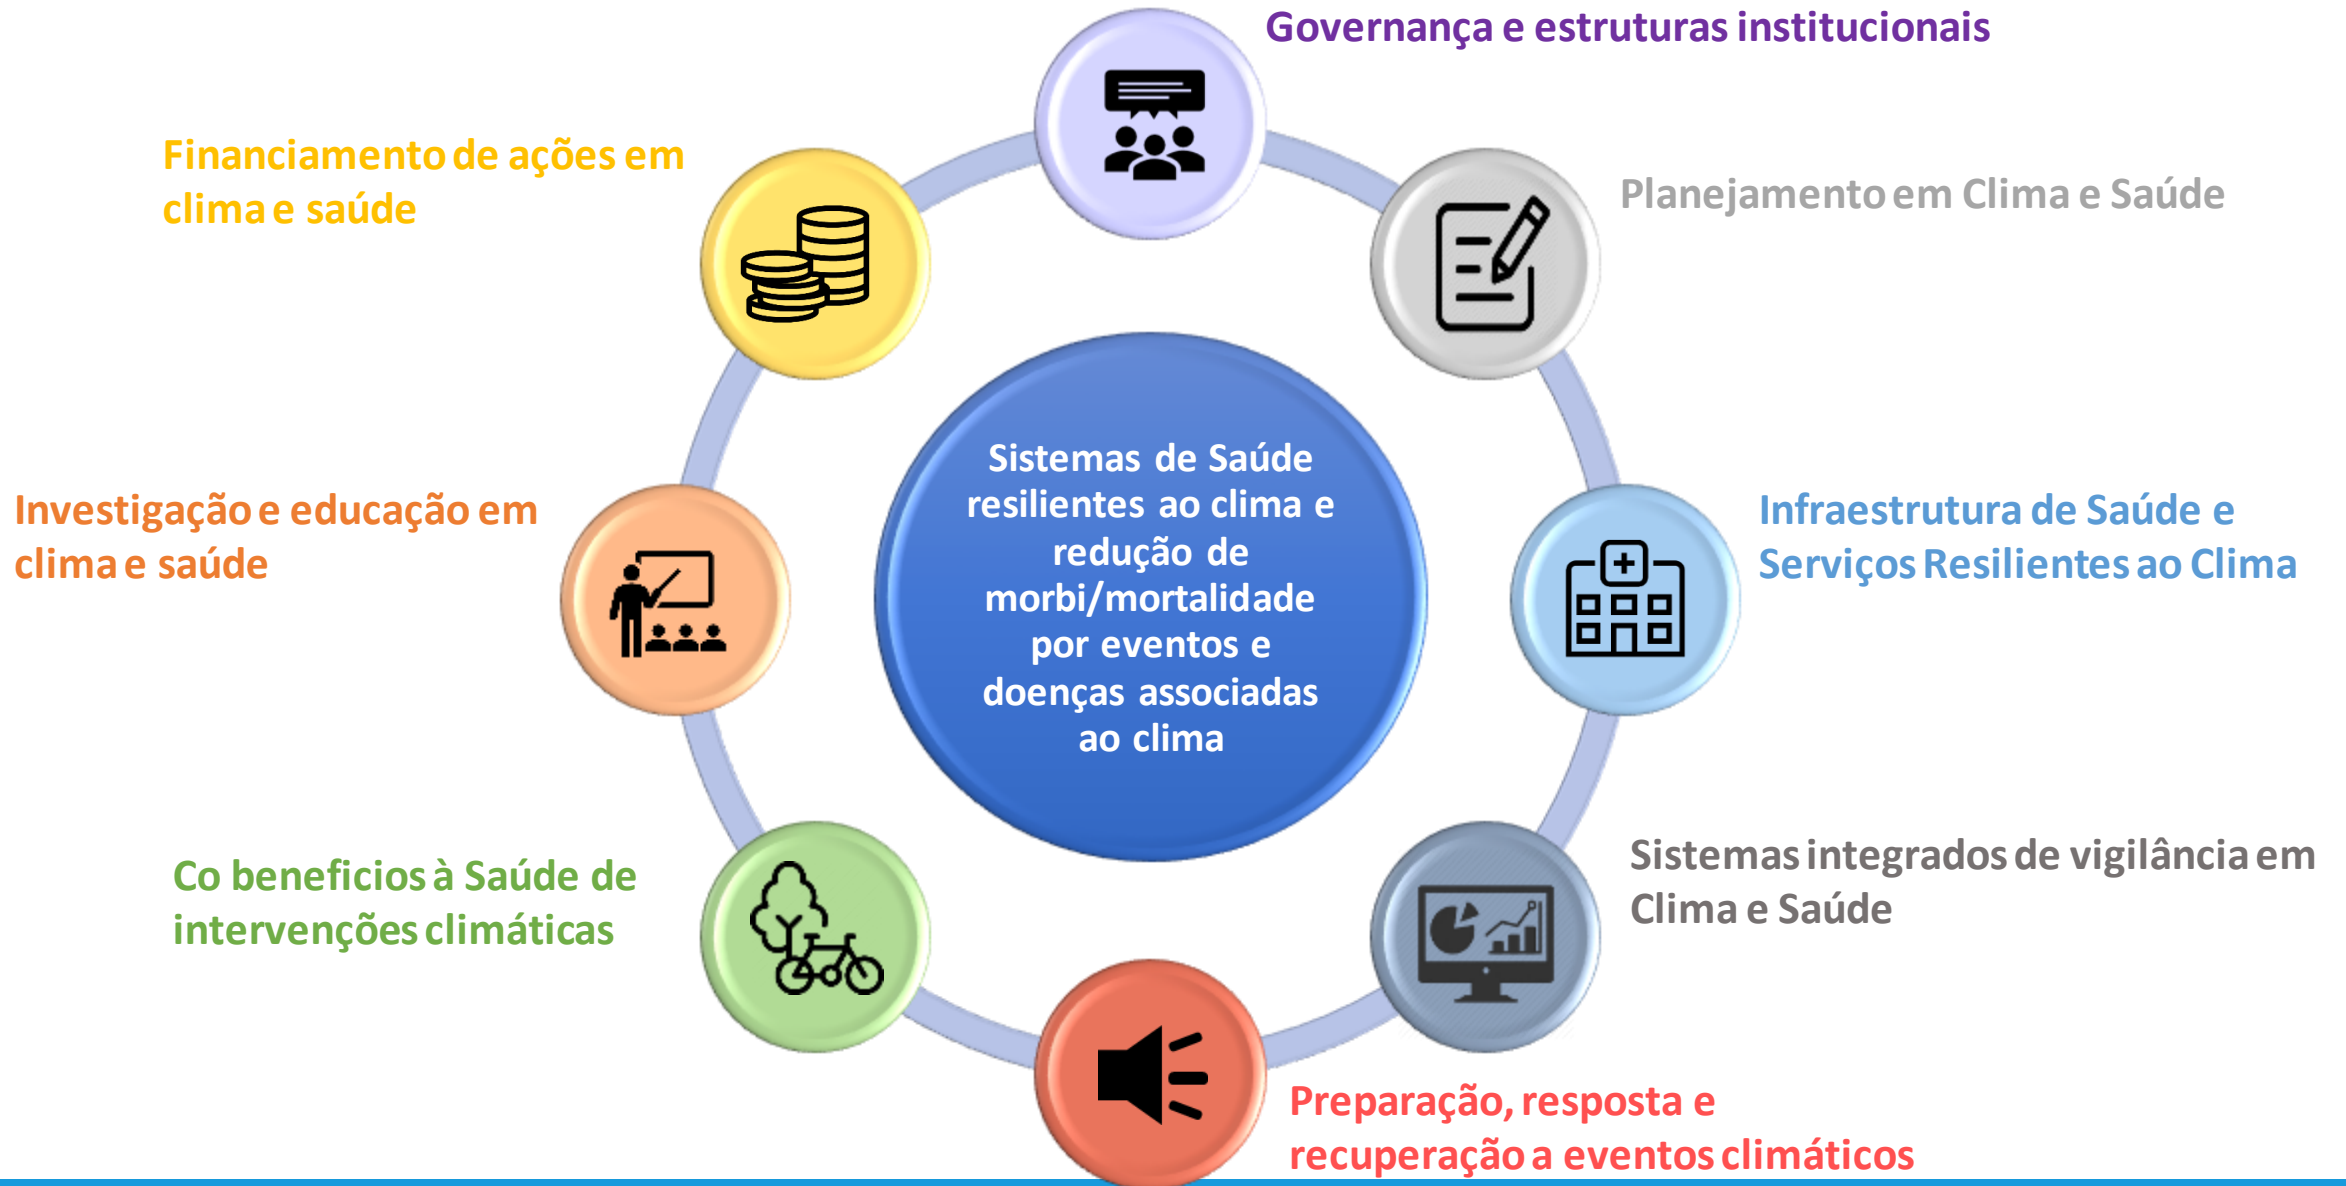 Governança e estruturas institucionais
Financiamento de ações em
clima e saúde
Planejamento em Clima e Saúde
Investigação e educação em
clima e saúde
Sistemas de Saúde
resilientes ao clima e
redução de
morbi/mortalidade
por eventos e
doenças associadas
ao clima
Infraestrutura de Saúde e
Serviços Resilientes ao Clima
Co beneficios à Saúde de
intervenções climáticas
Sistemas integrados de vigilância em
Clima e Saúde
Preparação, resposta e
recuperação a eventos climáticos